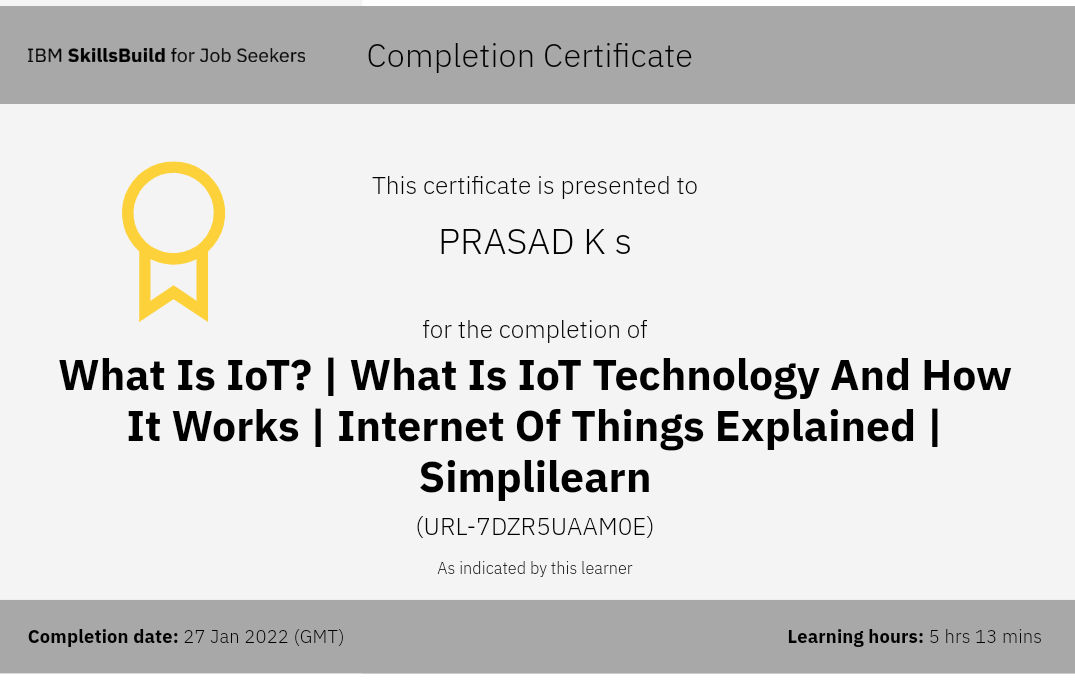 IBM SkillsBuild for Job Seekers
Completion Certificate
This certificate is presented to
PRASAD K s
for the completion of
What Is IoT? | What Is IoT Technology And How
It Works | Internet Of Things Explained |
Simplilearn
(URL-7DZR5UAAM0E)
As indicated by this learner
Completion date: 27 Jan 2022 (GMT)
Learning hours: 5 hrs 13 mins